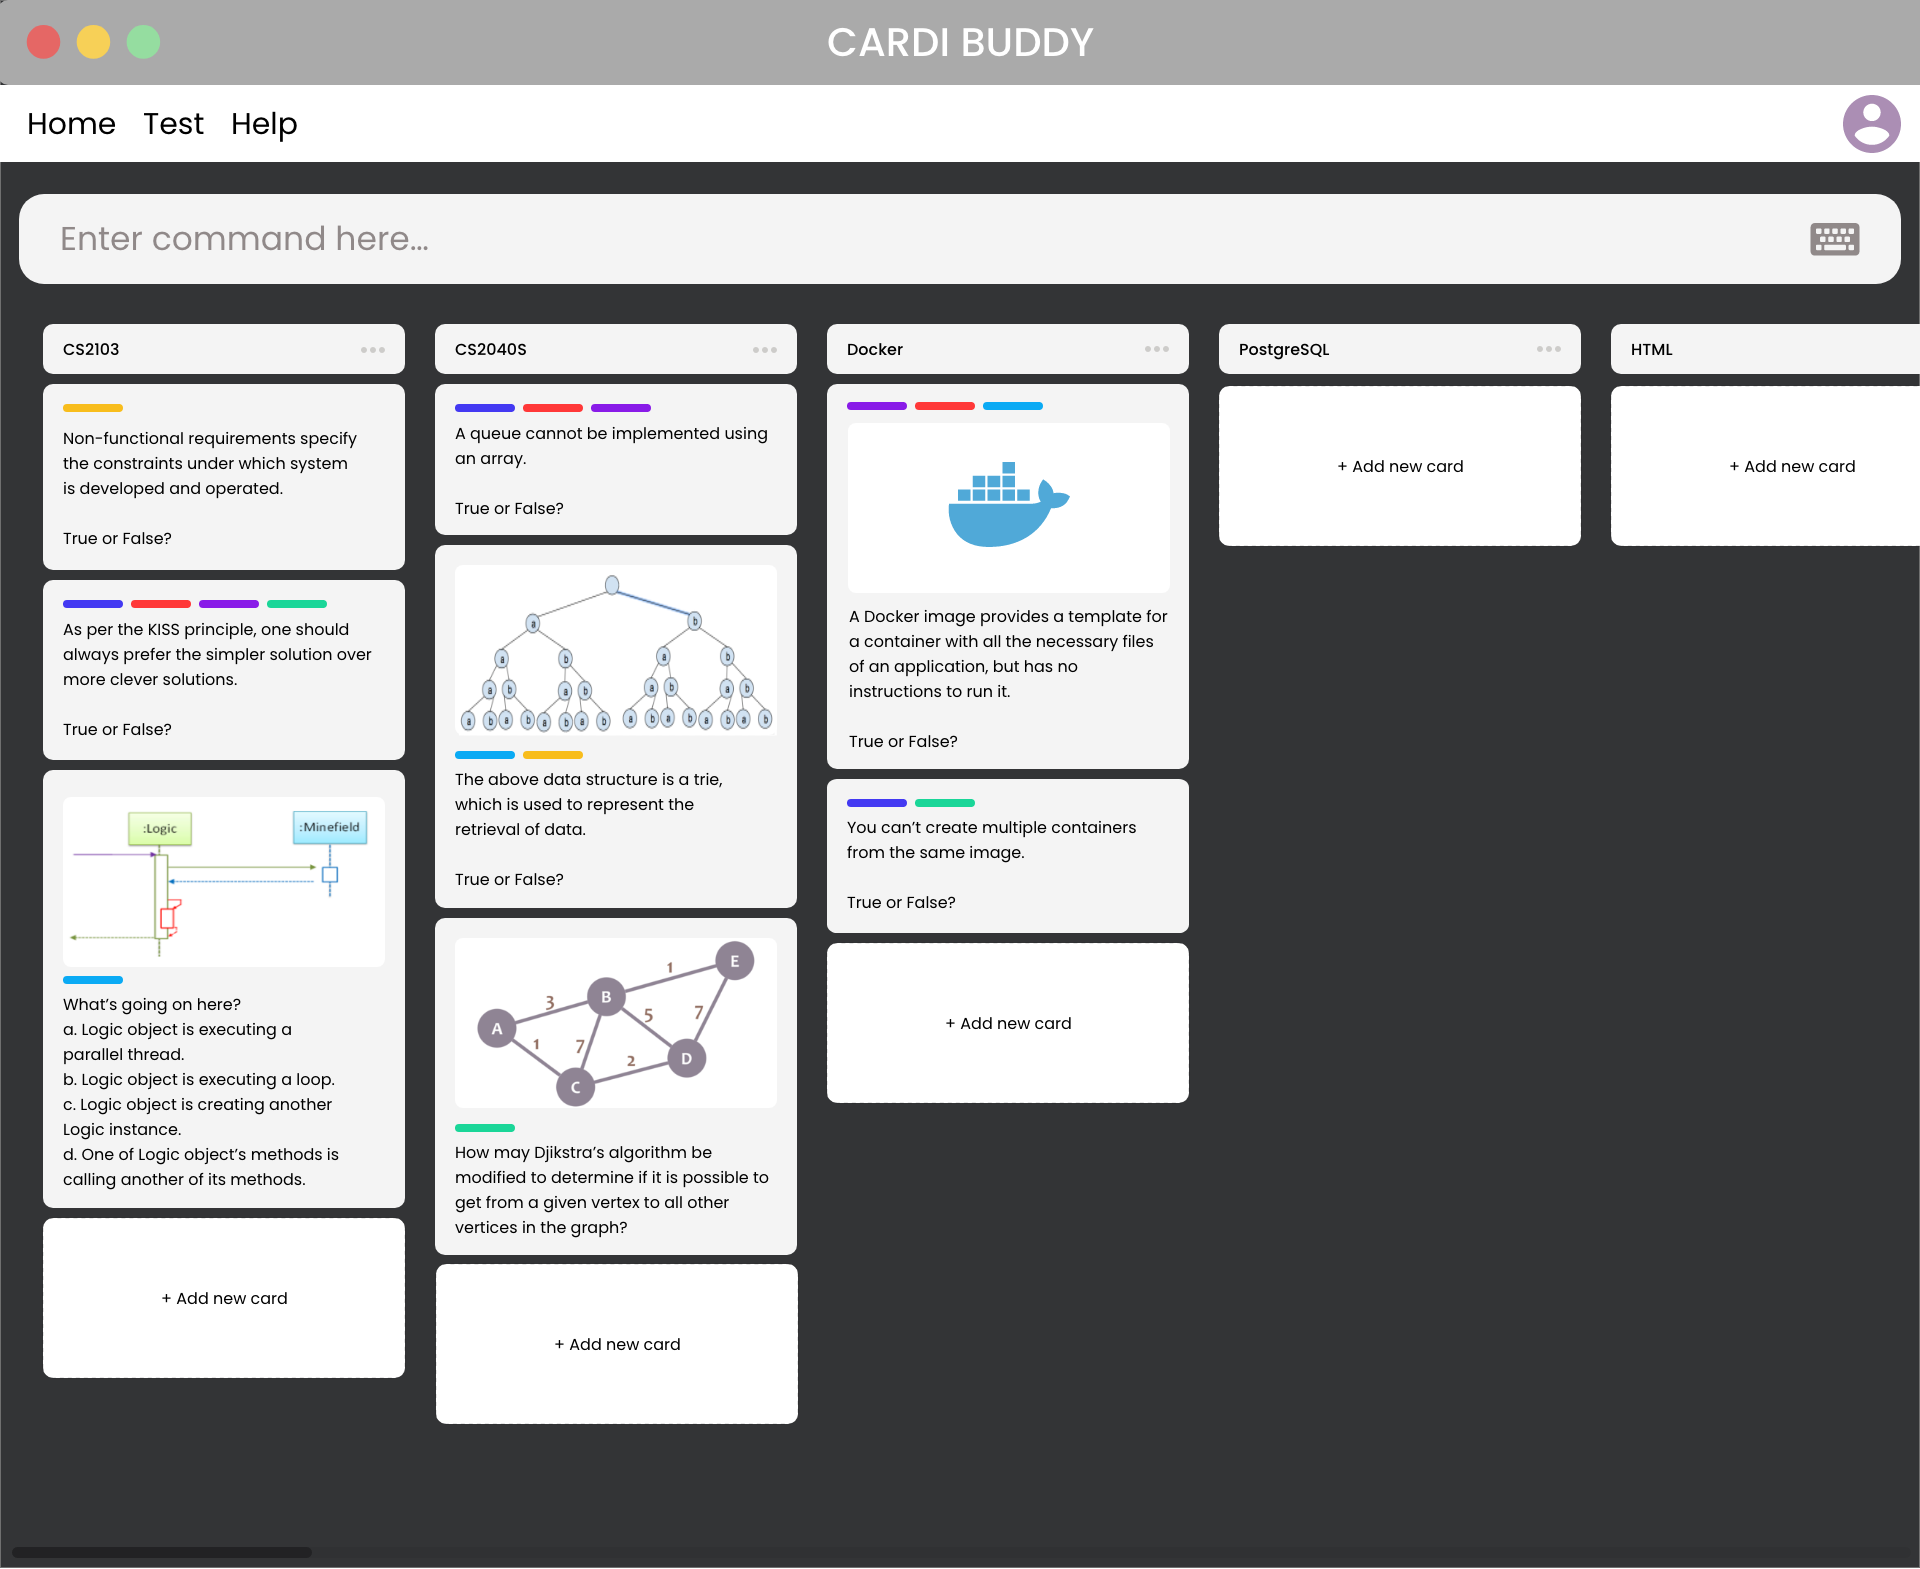 CARDI BUDDY
Home Test Help
Enter command here...
CS2103
Non-functional requirements specify
the constraints under which system
is developed and operated.
True or False?
As per the KISS principle, one should
always prefer the simpler solution over
more clever solutions.
True or False?
:Logic
:Minefield
What's going on here?
a. Logic object is executing a
parallel thread.
b. Logic object is executing a loop.
c. Logic object is creating another
Logic instance.
d. One of Logic object's methods is
calling another of its methods.
+ Add new card
CS2040S
A queue cannot be implemented using
an array.
True or False?
a b
a b a b
a b a b a b a b
a b a b a b a b a b a b a b a b
The above data structure is a trie,
which is used to represent the
retrieval of data.
True or False?
E
1
B
3
5
7
A
1
7
2
D
C
How may Djikstra's algorithm be
modified to determine if it is possible to
get from a given vertex to all other
vertices in the graph?
+ Add new card
Docker
A Docker image provides a template for
a container with all the necessary files
of an application, but has no
instructions to run it.
True or False?
You can't create multiple containers
from the same image.
True or False?
+ Add new card
PostgreSQL
+ Add new card
HTML
+ Add new card